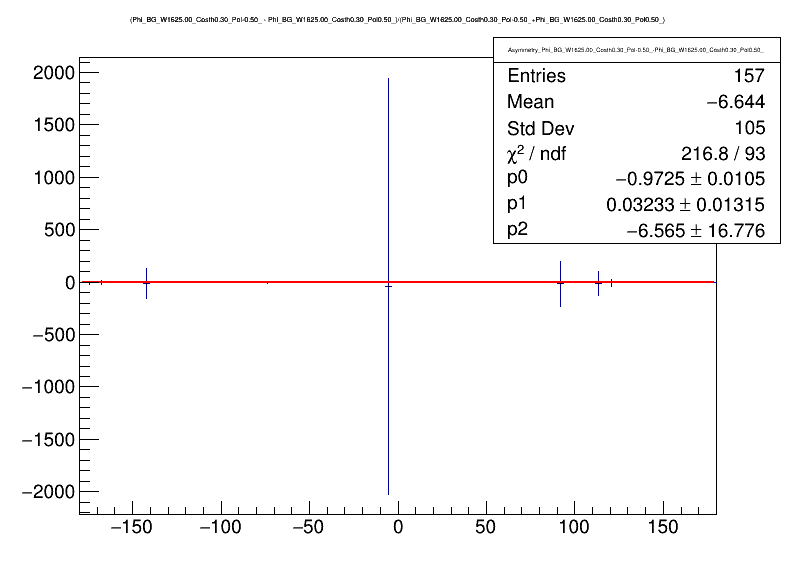 (Phi_BG_W1625.00_Costh0.30_Pol-0.50_ - Phi_BG_W1625.00_Costh0.30_Pol0.50_)/(Phi_BG_W1625.00_Costh0.30_Pol-0.50_+Phi_BG_W1625.00_Costh0.30_Pol0.50_)
Asymmetry_Phi_BG_W1625.00_Costh0.30_Pol-0.50_-Phi_BG_W1625.00_Costh0.30_Pol0.50_
Entries 157
Mean −6.644
Std Dev 105
χ² / ndf 216.8 / 93
p0 −0.9725 ± 0.0105
p1 0.03233 ± 0.01315
p2 −6.565 ± 16.776
2000
1500
1000
500
0
−500
−1000
−1500
−2000
−150 −100 −50 0 50 100 150